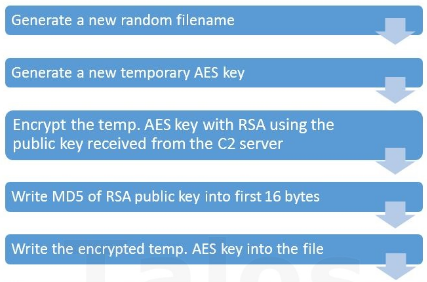 Generate a new random filename
Generate a new temporary AES key
Encrypt the temp. AES key with RSA using the
public key received from the C2 server
Write MD5 of RSA public key into first 16 bytes
Write the encrypted temp. AES key into the file
Talos